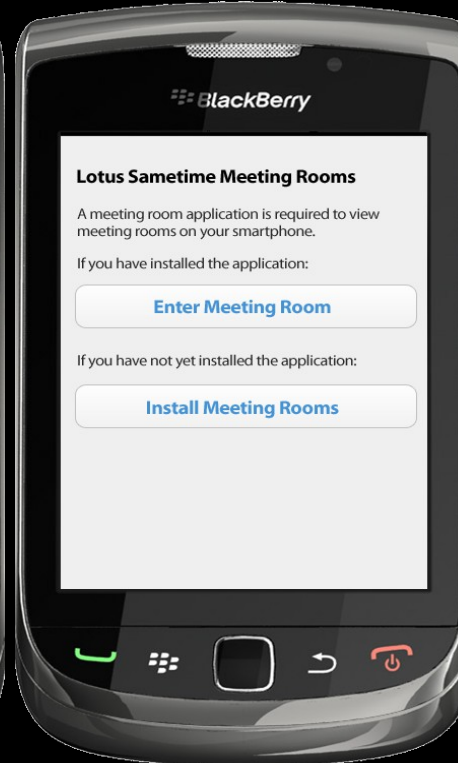 BlackBerry
Lotus Sametime Meeting Rooms
A meeting room application is required to view
meeting rooms on your smartphone.
If you have installed the application:
Enter Meeting Room
If you have not yet installed the application:
Install Meeting Rooms